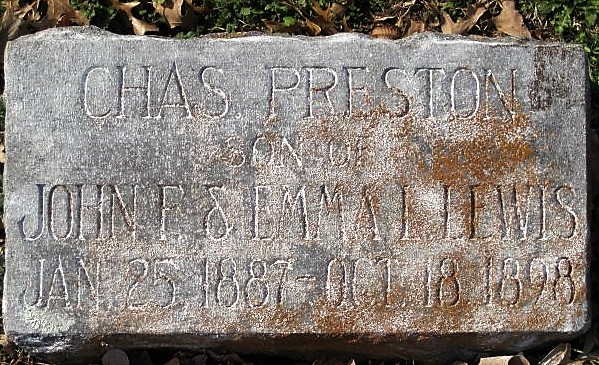 CHAS. PRESTON
SON OF
JOHN F. & EMMA L. LEWIS
JAN. 25 1887 - OCT. 18 1898